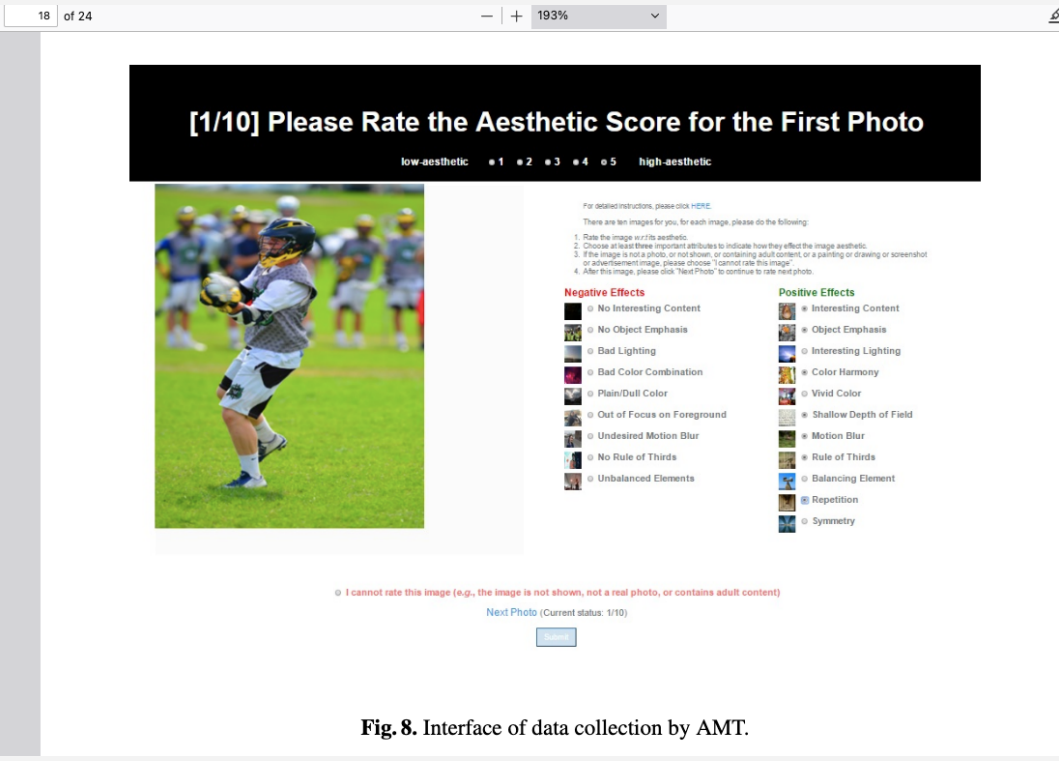 18 of 24
193%
[1/10] Please Rate the Aesthetic Score for the First Photo
low-aesthetic 1 2 3 4 5 high-aesthetic
For detailed instructions, please click HERE.
There are ten images for you, for each image, please do the following:
1. Rate the image w.r.t its aesthetic.
2. Choose at least three important attributes to indicate how they effect the image aesthetic.
3. If the image is not a photo, or not shown, or containing adult content, or a painting or drawing or screenshot
or advertisement image, please choose "I cannot rate this image".
4. After this image, please click "Next Photo" to continue to rate next photo.
Negative Effects
No Interesting Content
No Object Emphasis
Bad Lighting
Bad Color Combination
Plain/Dull Color
Out of Focus on Foreground
Undesired Motion Blur
No Rule of Thirds
Unbalanced Elements
Positive Effects
Interesting Content
Object Emphasis
Interesting Lighting
Color Harmony
Vivid Color
Shallow Depth of Field
Motion Blur
Rule of Thirds
Balancing Element
Repetition
Symmetry
I cannot rate this image (e.g., the image is not shown, not a real photo, or contains adult content)
Next Photo (Current status: 1/10)
Submit
Fig. 8. Interface of data collection by AMT.